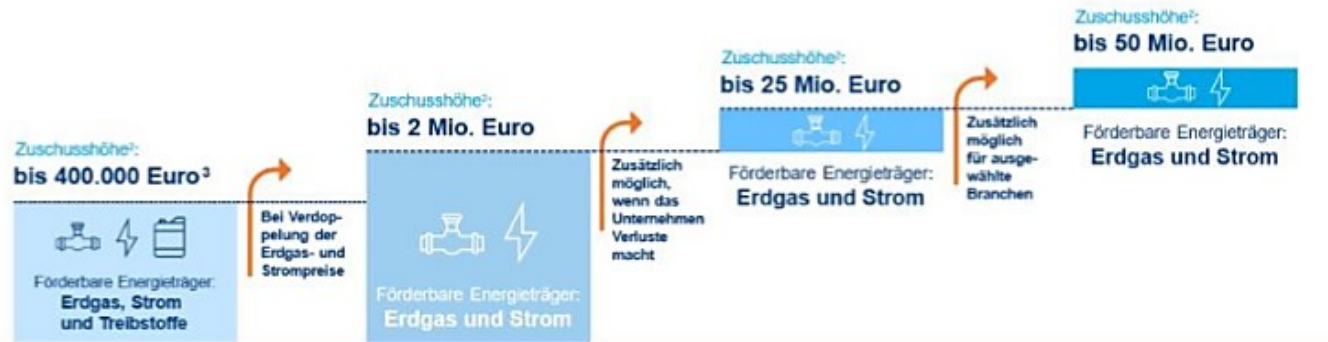 Zuschusshöhe²:
bis 400.000 Euro³
Förderbare Energieträger:
Erdgas, Strom
und Treibstoffe
Bei Verdop-
pelung der
Erdgas- und
Strompreise
Zuschusshöhe²:
bis 2 Mio. Euro
Förderbare Energieträger:
Erdgas und Strom
Zusätzlich
möglich,
wenn das
Unternehmen
Verluste
macht
Zuschusshöhe²:
bis 25 Mio. Euro
Förderbare Energieträger:
Erdgas und Strom
Zusätzlich
möglich
für ausge-
wählte
Branchen
Zuschusshöhe²:
bis 50 Mio. Euro
Förderbare Energieträger:
Erdgas und Strom